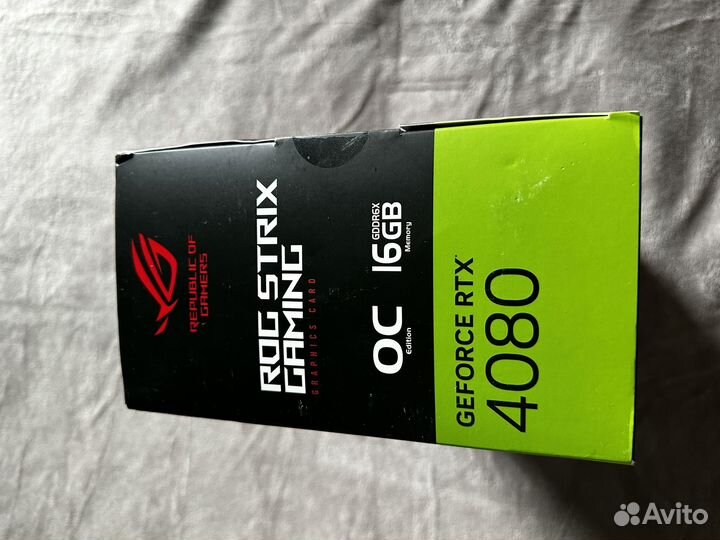 REPUBLIC OF
GAMERS
ROG STRIX
GAMING
GRAPHICS CARD
OC
Edition
16GB
GDDR6X
Memory
GEFORCE RTX
4080
Avito